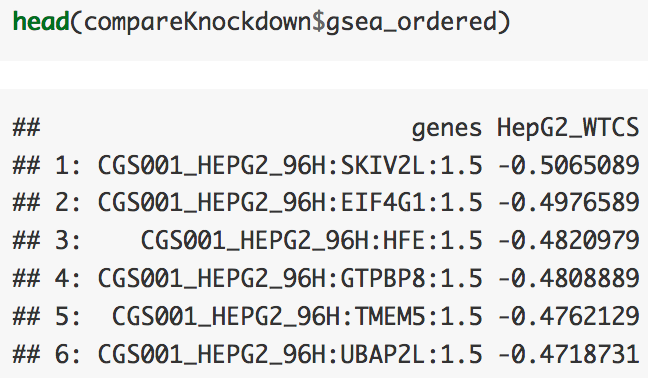 head(compareKnockdown$gsea_ordered)
## genes HepG2_WTCS
## 1: CGS001_HEPG2_96H:SKIV2L:1.5 -0.5065089
## 2: CGS001_HEPG2_96H:EIF4G1:1.5 -0.4976589
## 3: CGS001_HEPG2_96H:HFE:1.5 -0.4820979
## 4: CGS001_HEPG2_96H:GTPBP8:1.5 -0.4808889
## 5: CGS001_HEPG2_96H:TMEM5:1.5 -0.4762129
## 6: CGS001_HEPG2_96H:UBAP2L:1.5 -0.4718731